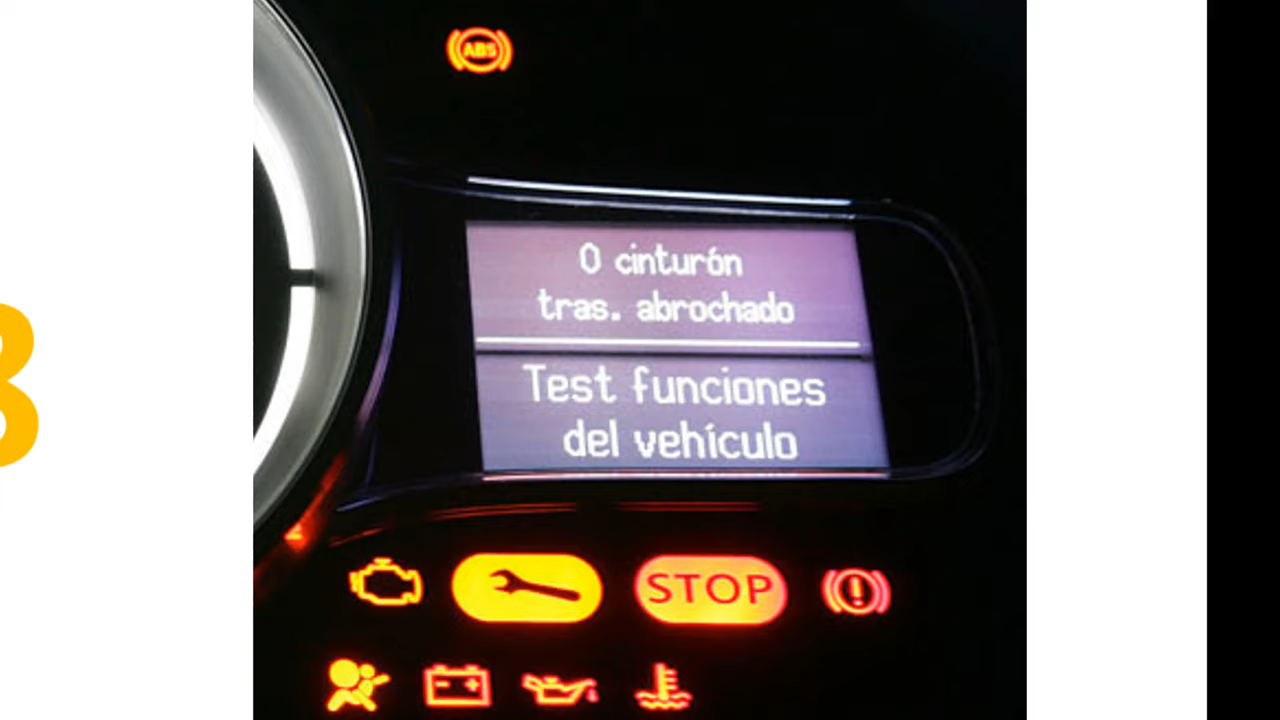 ABS
0 cinturón
tras. abrochado
Test funciones
del vehículo
STOP